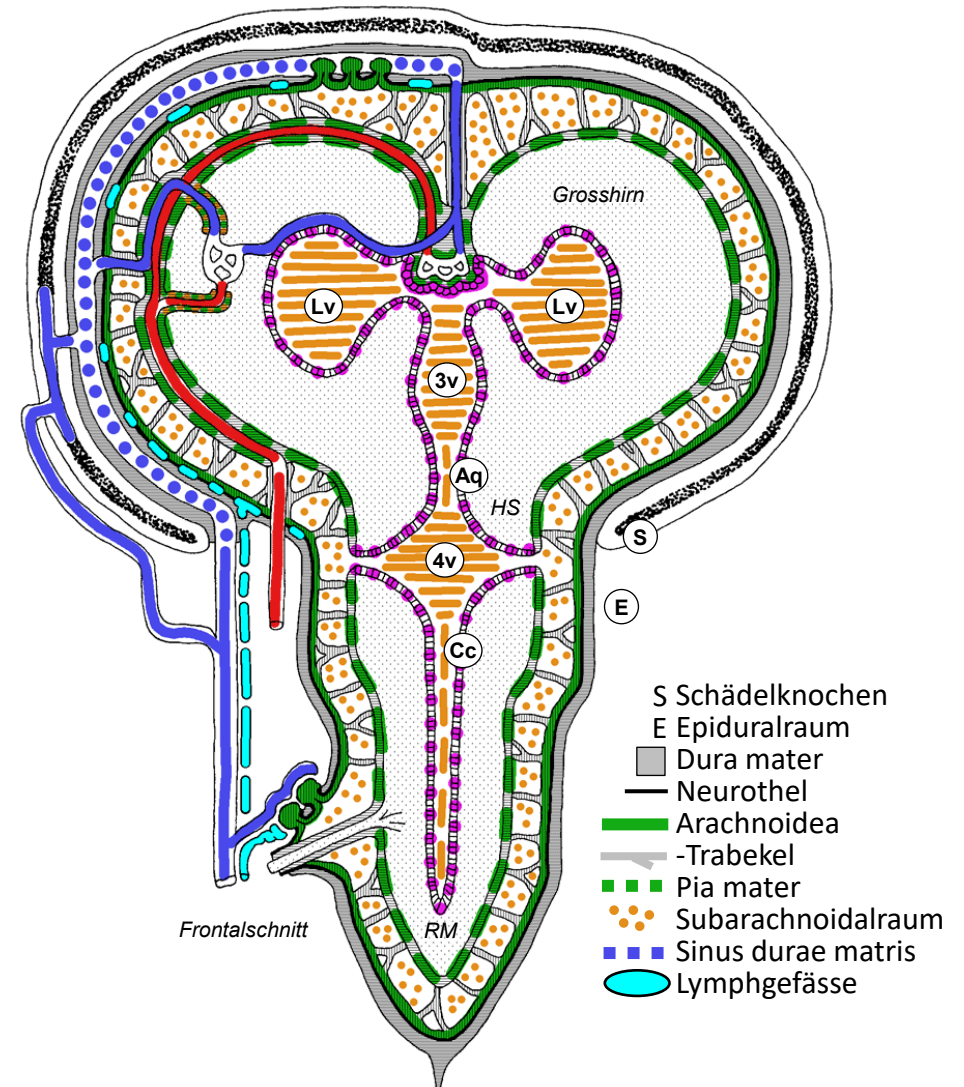 Grosshirn
Lv
Lv
3v
Aq
HS
4v
S
E
Cc
S Schädelknochen
E Epiduralraum
Dura mater
Neurothel
Arachnoidea
-Trabekel
Pia mater
Subarachnoidalraum
Sinus durae matris
Lymphgefässe
Frontalschnitt
RM